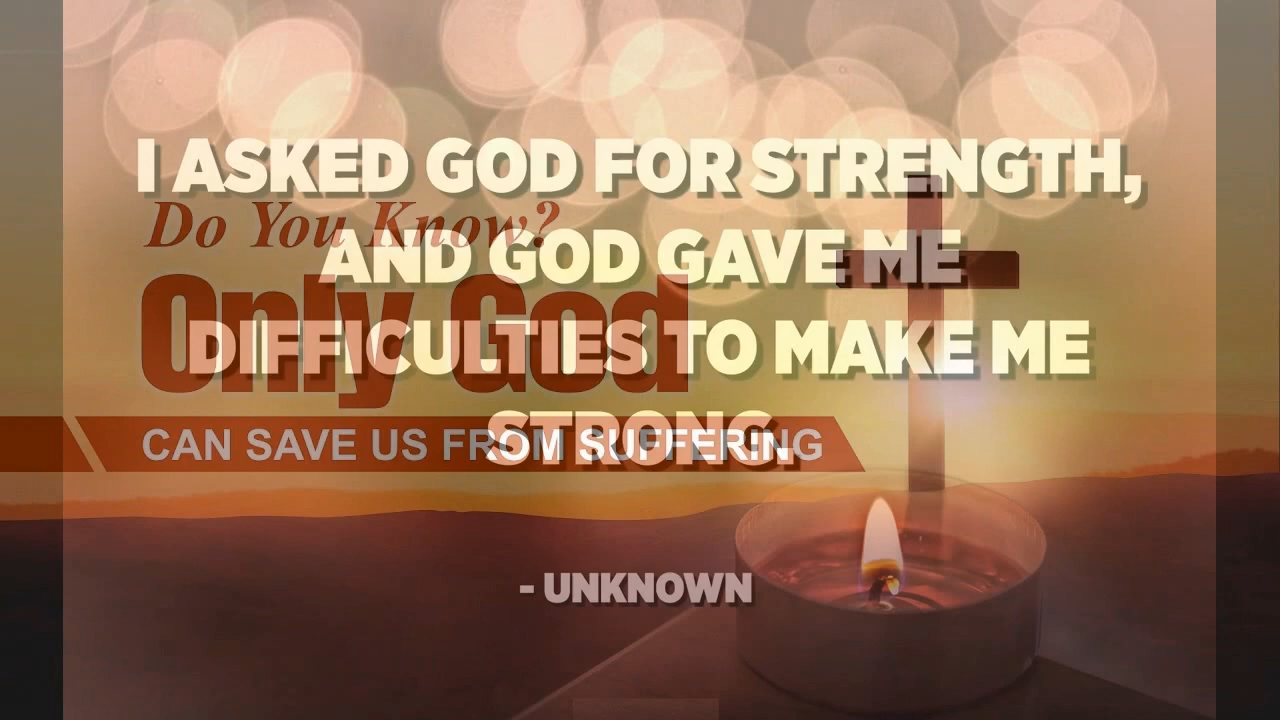 I ASKED GOD FOR STRENGTH,
AND GOD GAVE ME
DIFFICULTIES TO MAKE ME
STRONG.
- UNKNOWN
Do You Know?
Only God
CAN SAVE US FROM SUFFERING